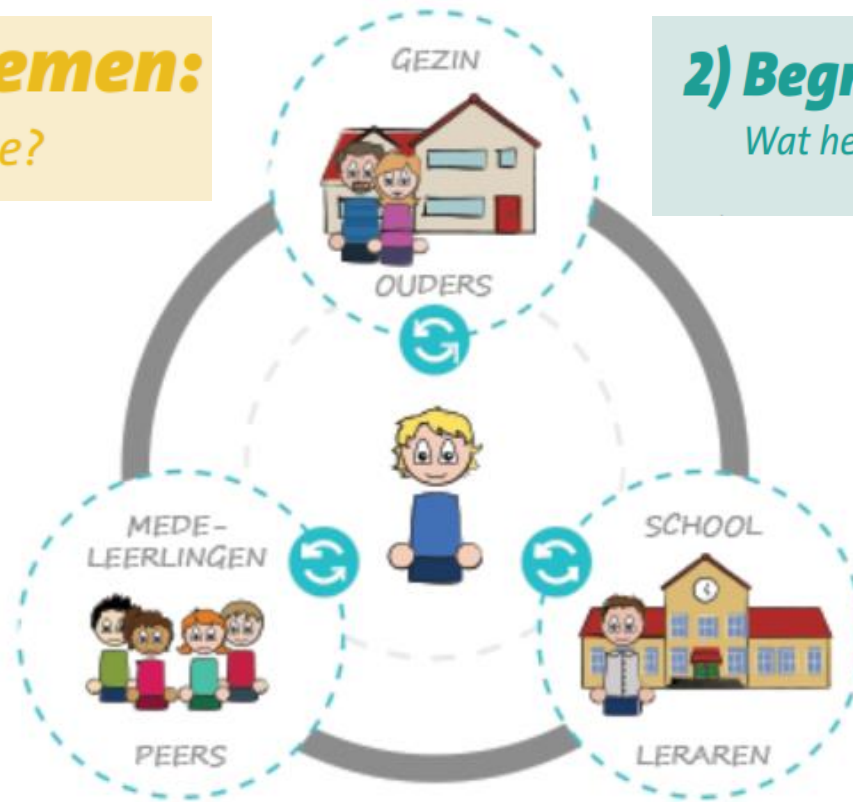 emen:
e?
2) Begr
Wat he
GEZIN
OUDERS
MEDE-
LEERLINGEN
PEERS
SCHOOL
LERAREN